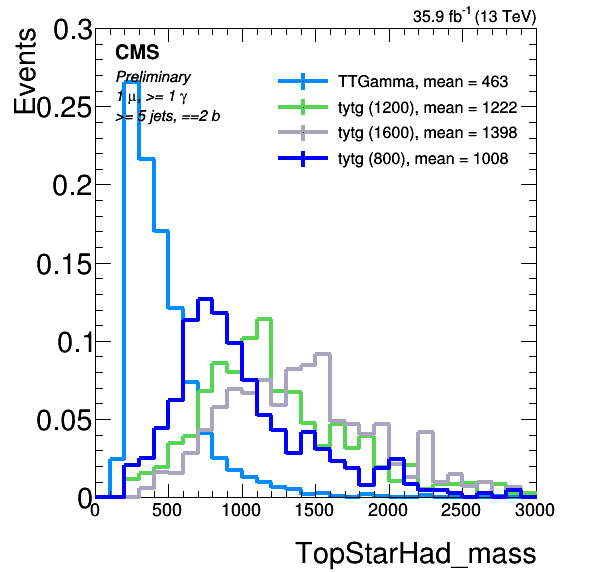 35.9 fb⁻¹ (13 TeV)
Events
CMS
Preliminary
1 μ, >= 1 γ
>= 5 jets, ==2 b
TTGamma, mean = 463
tytg (1200), mean = 1222
tytg (1600), mean = 1398
tytg (800), mean = 1008
0.3
0.25
0.2
0.15
0.1
0.05
0
0 500 1000 1500 2000 2500 3000
TopStarHad_mass